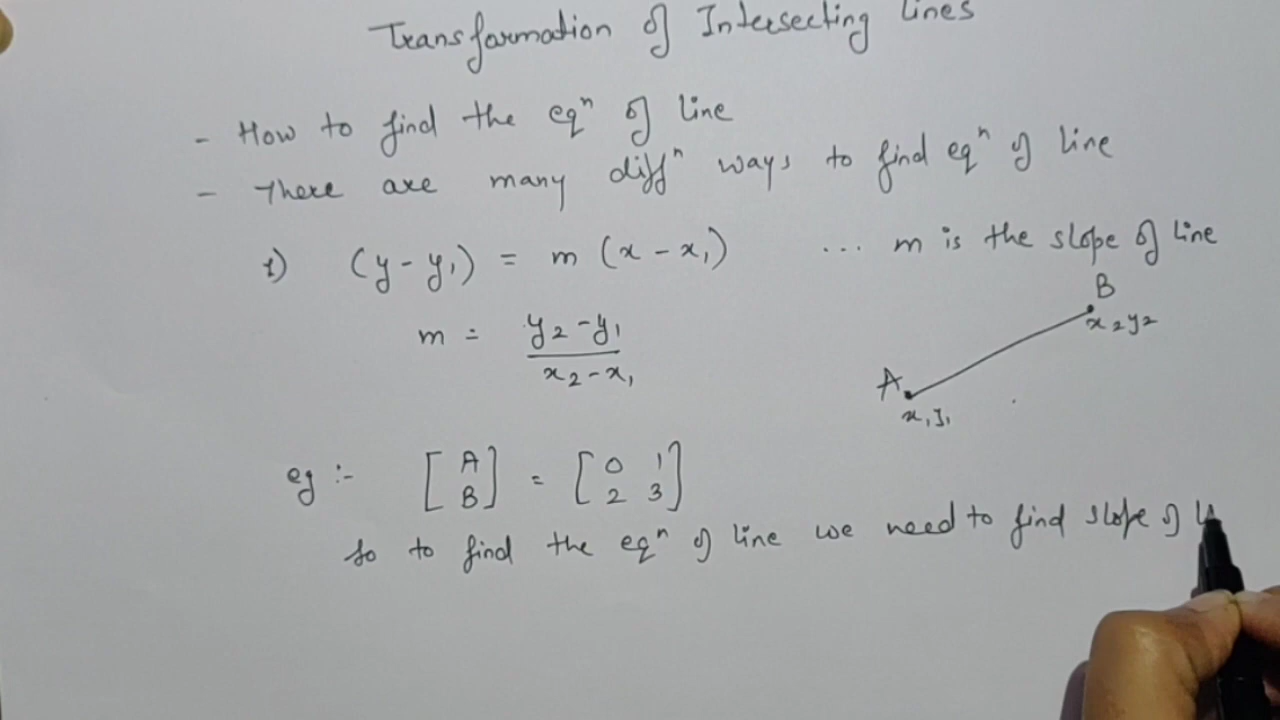 Transformation of Intersecting lines
- How to find the eqⁿ of line
- There are many diffⁿ ways to find eqⁿ of line
1) (y - y₁) = m (x - x₁) ... m is the slope of line
m = y₂ - y₁ / x₂ - x₁
B
x₂y₂
A
x₁y₁
eg :- [A B] = [0 1 2 3]
so to find the eqⁿ of line we need to find slope of